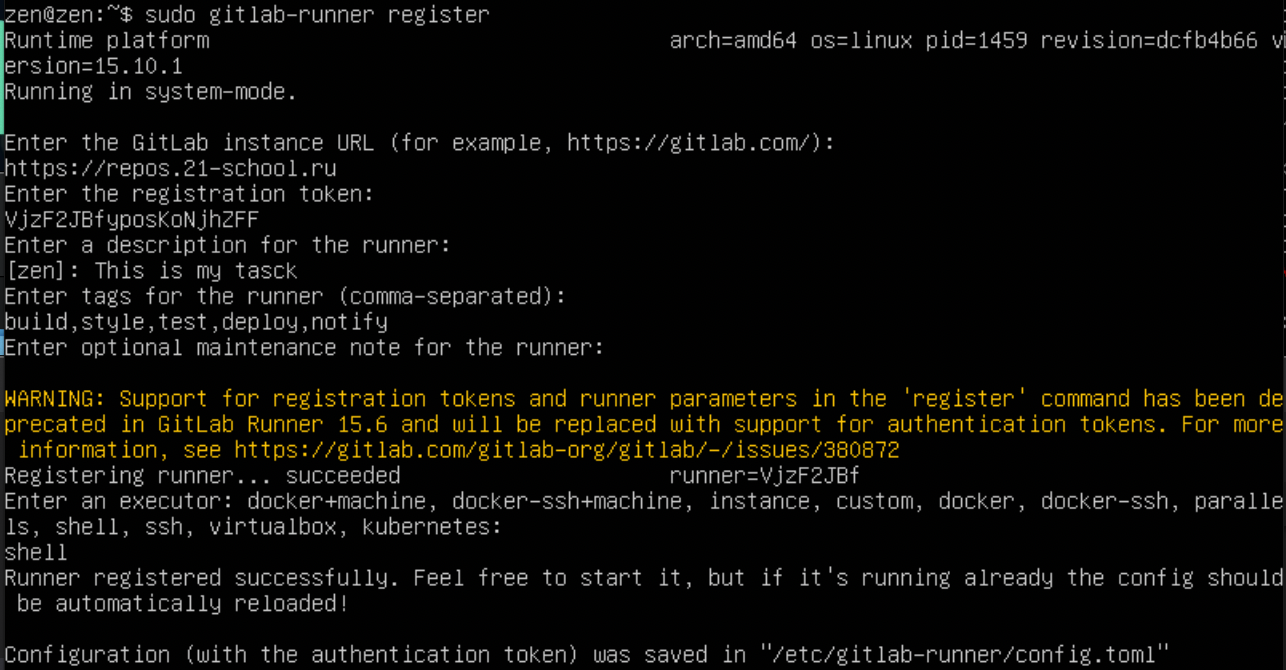 zen@zen:~$ sudo gitlab-runner register
Runtime platform                                    arch=amd64 os=linux pid=1459 revision=dcfb4b66 v
ersion=15.10.1
Running in system-mode.

Enter the GitLab instance URL (for example, https://gitlab.com/):
https://repos.21-school.ru
Enter the registration token:
VjzF2JBfyposKoNjhZFF
Enter a description for the runner:
[zen]: This is my tasck
Enter tags for the runner (comma-separated):
build,style,test,deploy,notify
Enter optional maintenance note for the runner:

WARNING: Support for registration tokens and runner parameters in the 'register' command has been de
precated in GitLab Runner 15.6 and will be replaced with support for authentication tokens. For more
 information, see https://gitlab.com/gitlab-org/gitlab/-/issues/380872
Registering runner... succeeded                     runner=VjzF2JBf
Enter an executor: docker+machine, docker-ssh+machine, instance, custom, docker, docker-ssh, paralle
ls, shell, ssh, virtualbox, kubernetes:
shell
Runner registered successfully. Feel free to start it, but if it's running already the config should
 be automatically reloaded!

Configuration (with the authentication token) was saved in "/etc/gitlab-runner/config.toml"